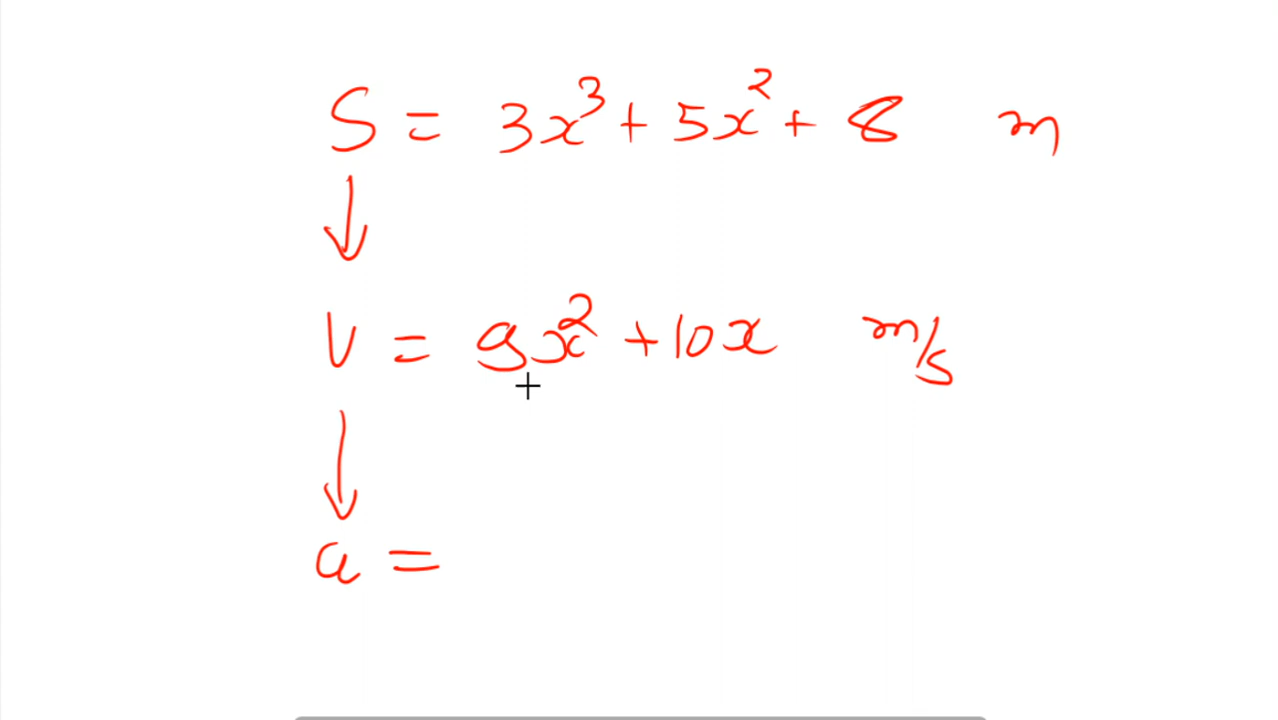 S = 3x³ + 5x² + 8 m
↓
V = 9x² + 10x m/s
↓
a =